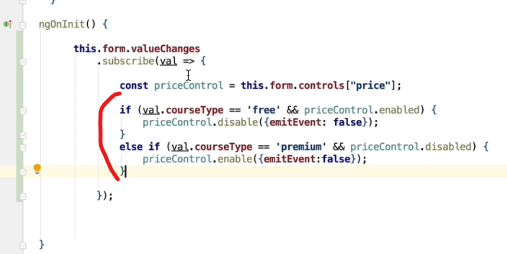 }
ngOnInit() {
this.form.valueChanges
.subscribe(val => {
const priceControl = this.form.controls["price"];
if (val.courseType == 'free' && priceControl.enabled) {
priceControl.disable({emitEvent: false});
}
else if (val.courseType == 'premium' && priceControl.disabled) {
priceControl.enable({emitEvent:false});
}
});
}